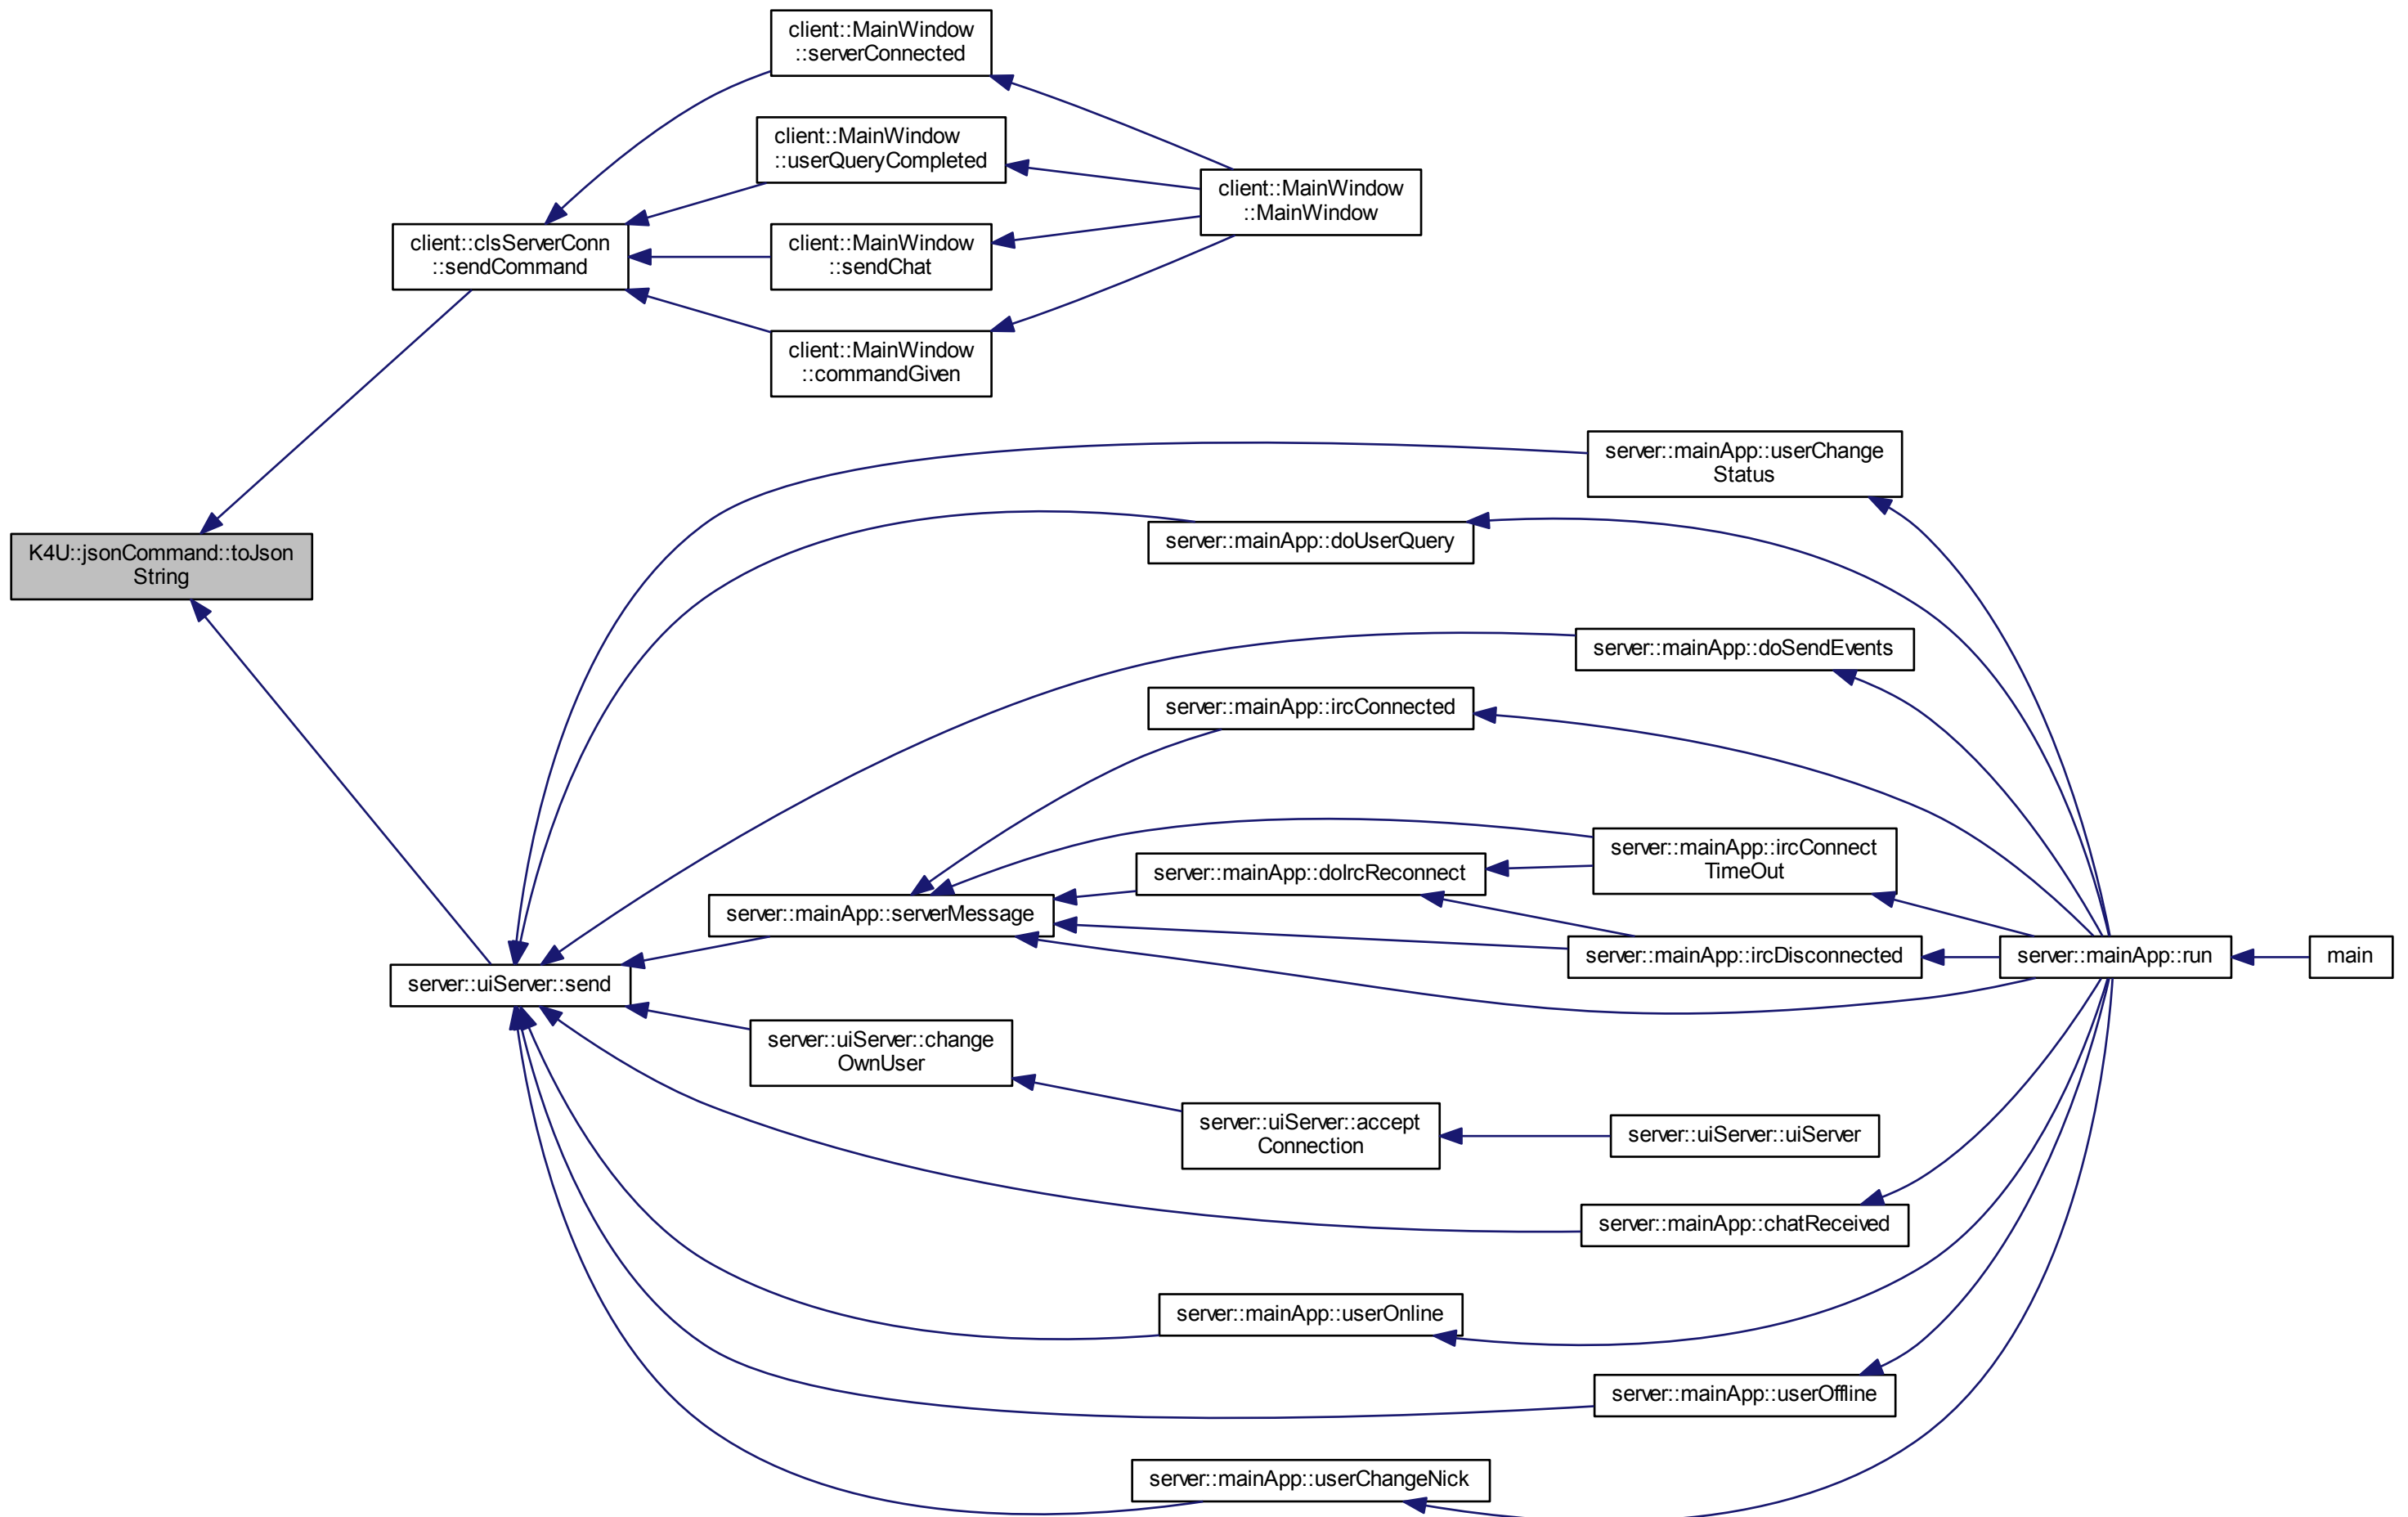 client::MainWindow
::serverConnected
client::MainWindow
::userQueryCompleted
client::MainWindow
::MainWindow
client::clsServerConn
::sendCommand
client::MainWindow
::sendChat
client::MainWindow
::commandGiven
server::mainApp::userChange
Status
K4U::jsonCommand::toJson
String
server::mainApp::doUserQuery
server::mainApp::doSendEvents
server::mainApp::ircConnected
server::mainApp::ircConnect
TimeOut
server::mainApp::doIrcReconnect
server::mainApp::serverMessage
server::mainApp::ircDisconnected
server::mainApp::run
main
server::uiServer::send
server::uiServer::change
OwnUser
server::uiServer::accept
Connection
server::uiServer::uiServer
server::mainApp::chatReceived
server::mainApp::userOnline
server::mainApp::userOffline
server::mainApp::userChangeNick